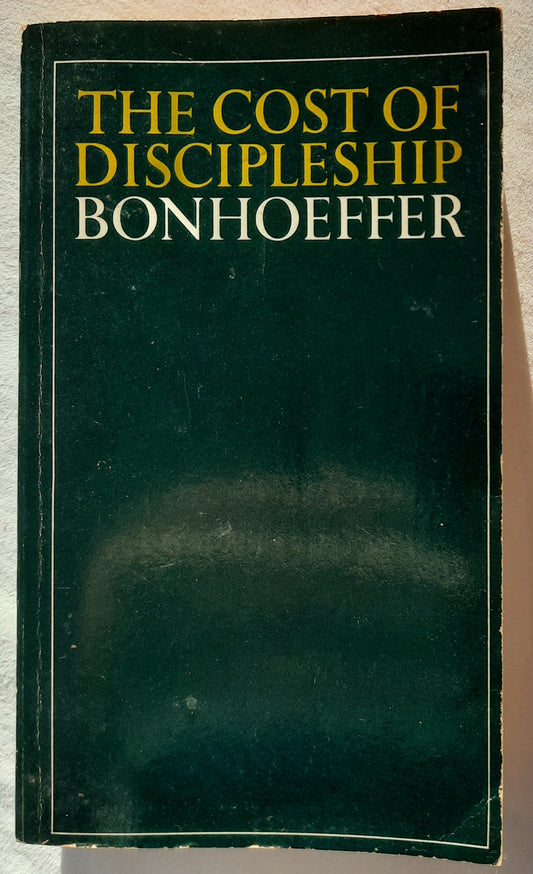 THE COST OF
DISCIPLESHIP
BONHOEFFER